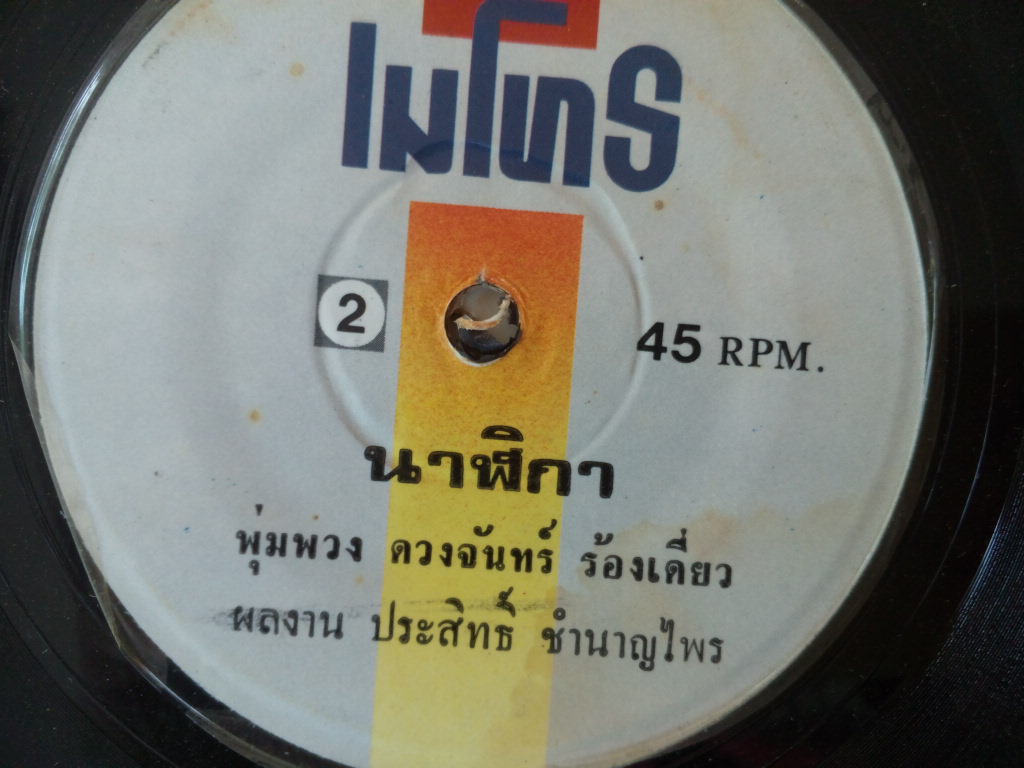 เมโทร
2
45 RPM.
นาฬิกา
พุ่มพวง ดวงจันทร์ ร้องเดี่ยว
ผลงาน ประสิทธิ์ ชำนาญไพร